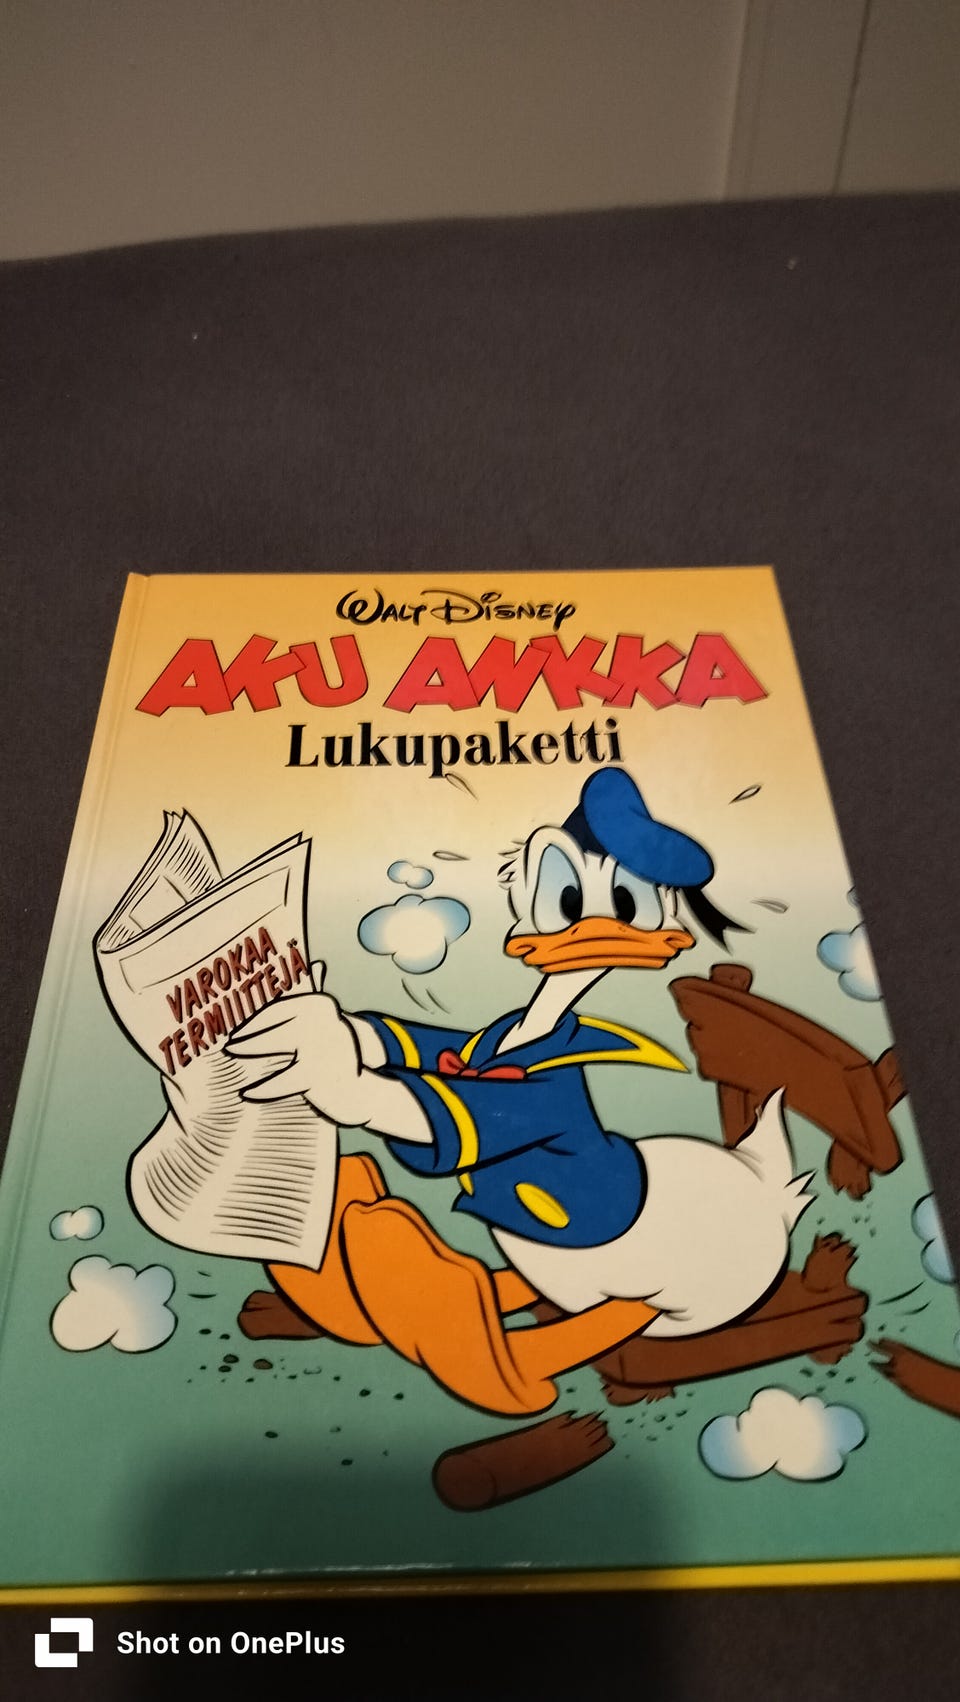 WALT DISNEY
AKU ANKKA
Lukupaketti
VAROKAA
TERMIITTEJÄ
Shot on OnePlus